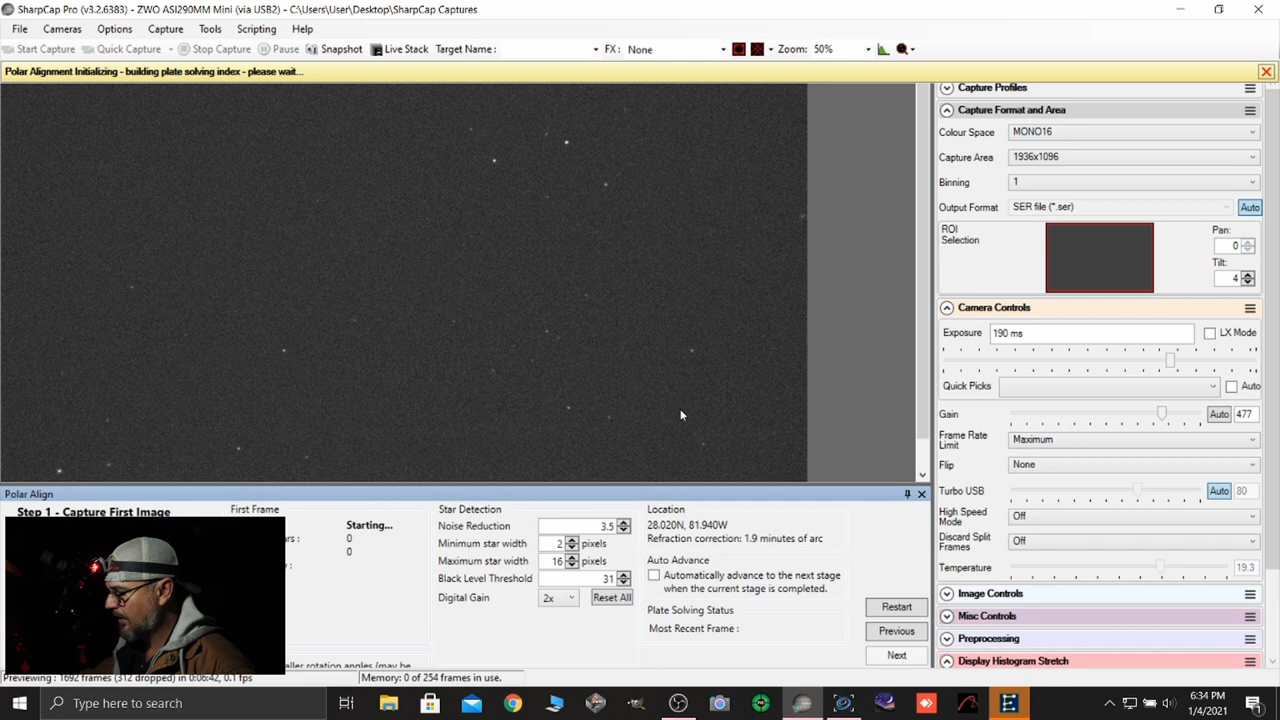 SharpCap Pro (v3.2.6383) - ZWO ASI290MM Mini (via USB2) - C:\Users\User\Desktop\SharpCap Captures
File Cameras Options Capture Tools Scripting Help
Start Capture Quick Capture Stop Capture Pause Snapshot Live Stack Target Name : FX: None Zoom: 50%
Polar Alignment Initializing - building plate solving index - please wait...
Capture Profiles
Capture Format and Area
Colour Space MONO16
Capture Area 1936x1096
Binning 1
Output Format SER file (*.ser) Auto
ROI Selection
Pan:
0
Tilt:
4
Camera Controls
Exposure 190 ms LX Mode
Quick Picks Auto
Gain Auto 477
Frame Rate Limit Maximum
Flip None
Turbo USB Auto 80
High Speed Mode Off
Discard Split Frames Off
Temperature 19.3
Image Controls
Misc Controls
Preprocessing
Display Histogram Stretch
Polar Align
Step 1 - Capture First Image
First Frame
Starting...
0
0
Star Detection
Noise Reduction 3.5
Minimum star width 2 pixels
Maximum star width 16 pixels
Black Level Threshold 31
Digital Gain 2x Reset All
Location
28.020N, 81.940W
Refraction correction: 1.9 minutes of arc
Auto Advance
Automatically advance to the next stage
when the current stage is completed.
Plate Solving Status
Most Recent Frame :
Restart
Previous
Next
aller rotation angles (may be
Previewing : 1692 frames (312 dropped) in 0:06:42, 0.1 fps
Memory: 0 of 254 frames in use.
Type here to search
6:34 PM
1/4/2021